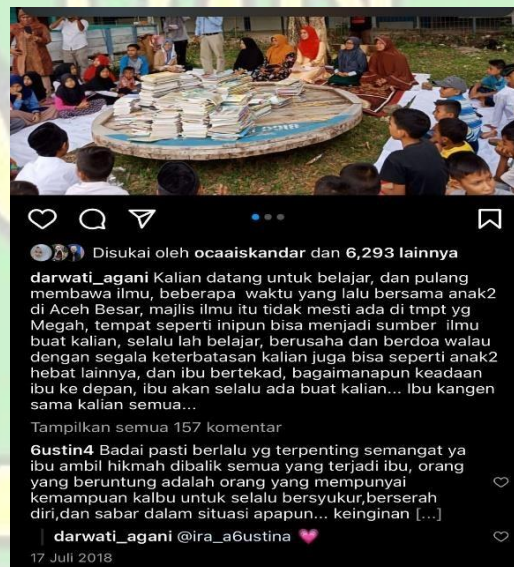 Disukai oleh ocaaiskandar dan 6,293 lainnya
darwati_agani Kalian datang untuk belajar, dan pulang
membawa ilmu, beberapa waktu yang lalu bersama anak2
di Aceh Besar, majlis ilmu itu tidak mesti ada di tmpt yg
Megah, tempat seperti inipun bisa menjadi sumber ilmu
buat kalian, selalu lah belajar, berusaha dan berdoa walau
dengan segala keterbatasan kalian juga bisa seperti anak2
hebat lainnya, dan ibu bertekad, bagaimanapun keadaan
ibu ke depan, ibu akan selalu ada buat kalian... Ibu kangen
sama kalian semua...
Tampilkan semua 157 komentar
6ustin4 Badai pasti berlalu yg terpenting semangat ya
ibu ambil hikmah dibalik semua yang terjadi ibu, orang
yang beruntung adalah orang yang mempunyai
kemampuan kalbu untuk selalu bersyukur,berserah
diri,dan sabar dalam situasi apapun... keinginan [...]
darwati_agani @ira_a6ustina 💗
17 Juli 2018